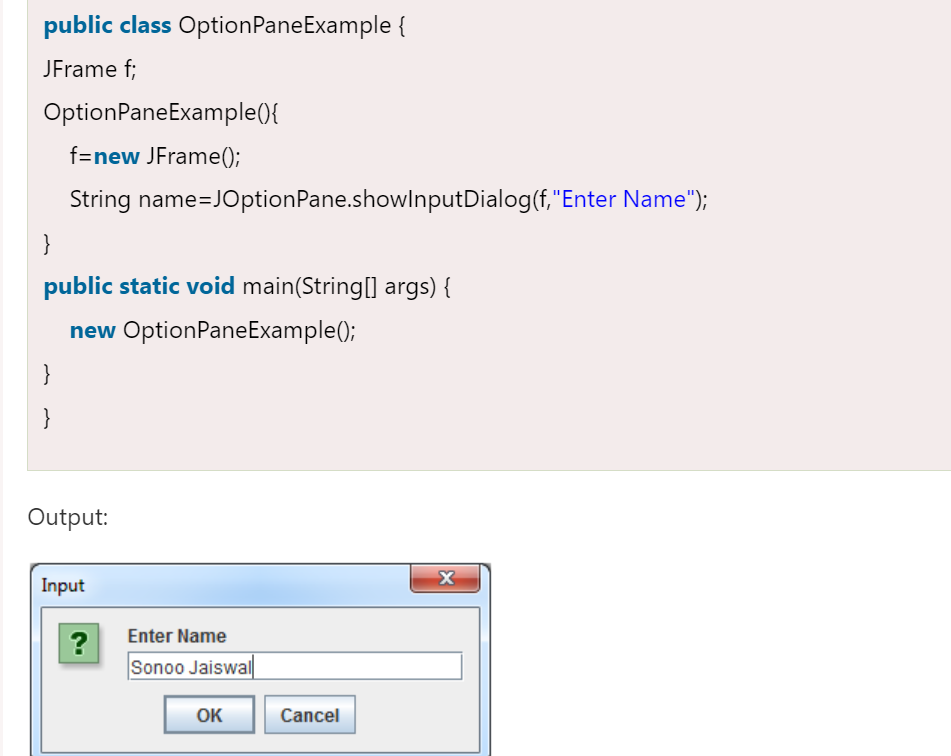 public class OptionPaneExample {
JFrame f;
OptionPaneExample(){
    f=new JFrame();
    String name=JOptionPane.showInputDialog(f,"Enter Name");
}
public static void main(String[] args) {
    new OptionPaneExample();
}
}
Output:
Input
X
?
Enter Name
Sonoo Jaiswal
OK Cancel